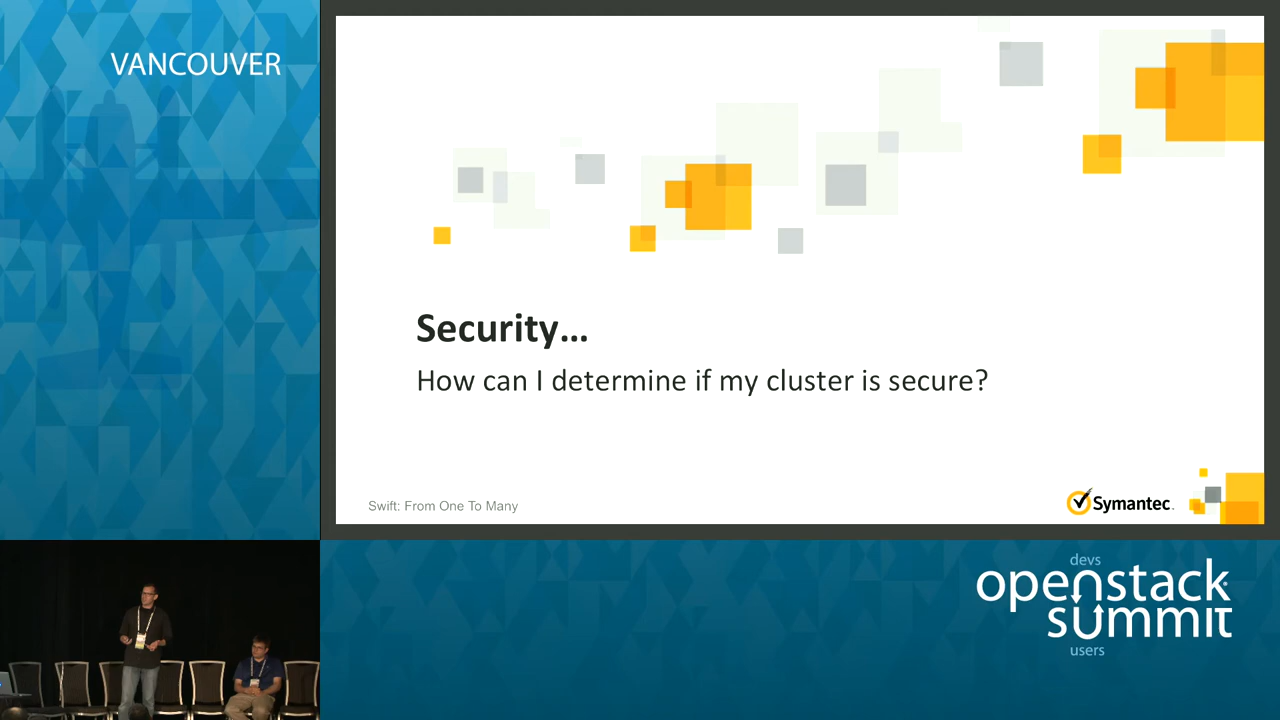 VANCOUVER
Security...
How can I determine if my cluster is secure?
Swift: From One To Many
Symantec.
devs
openstack
summit
users